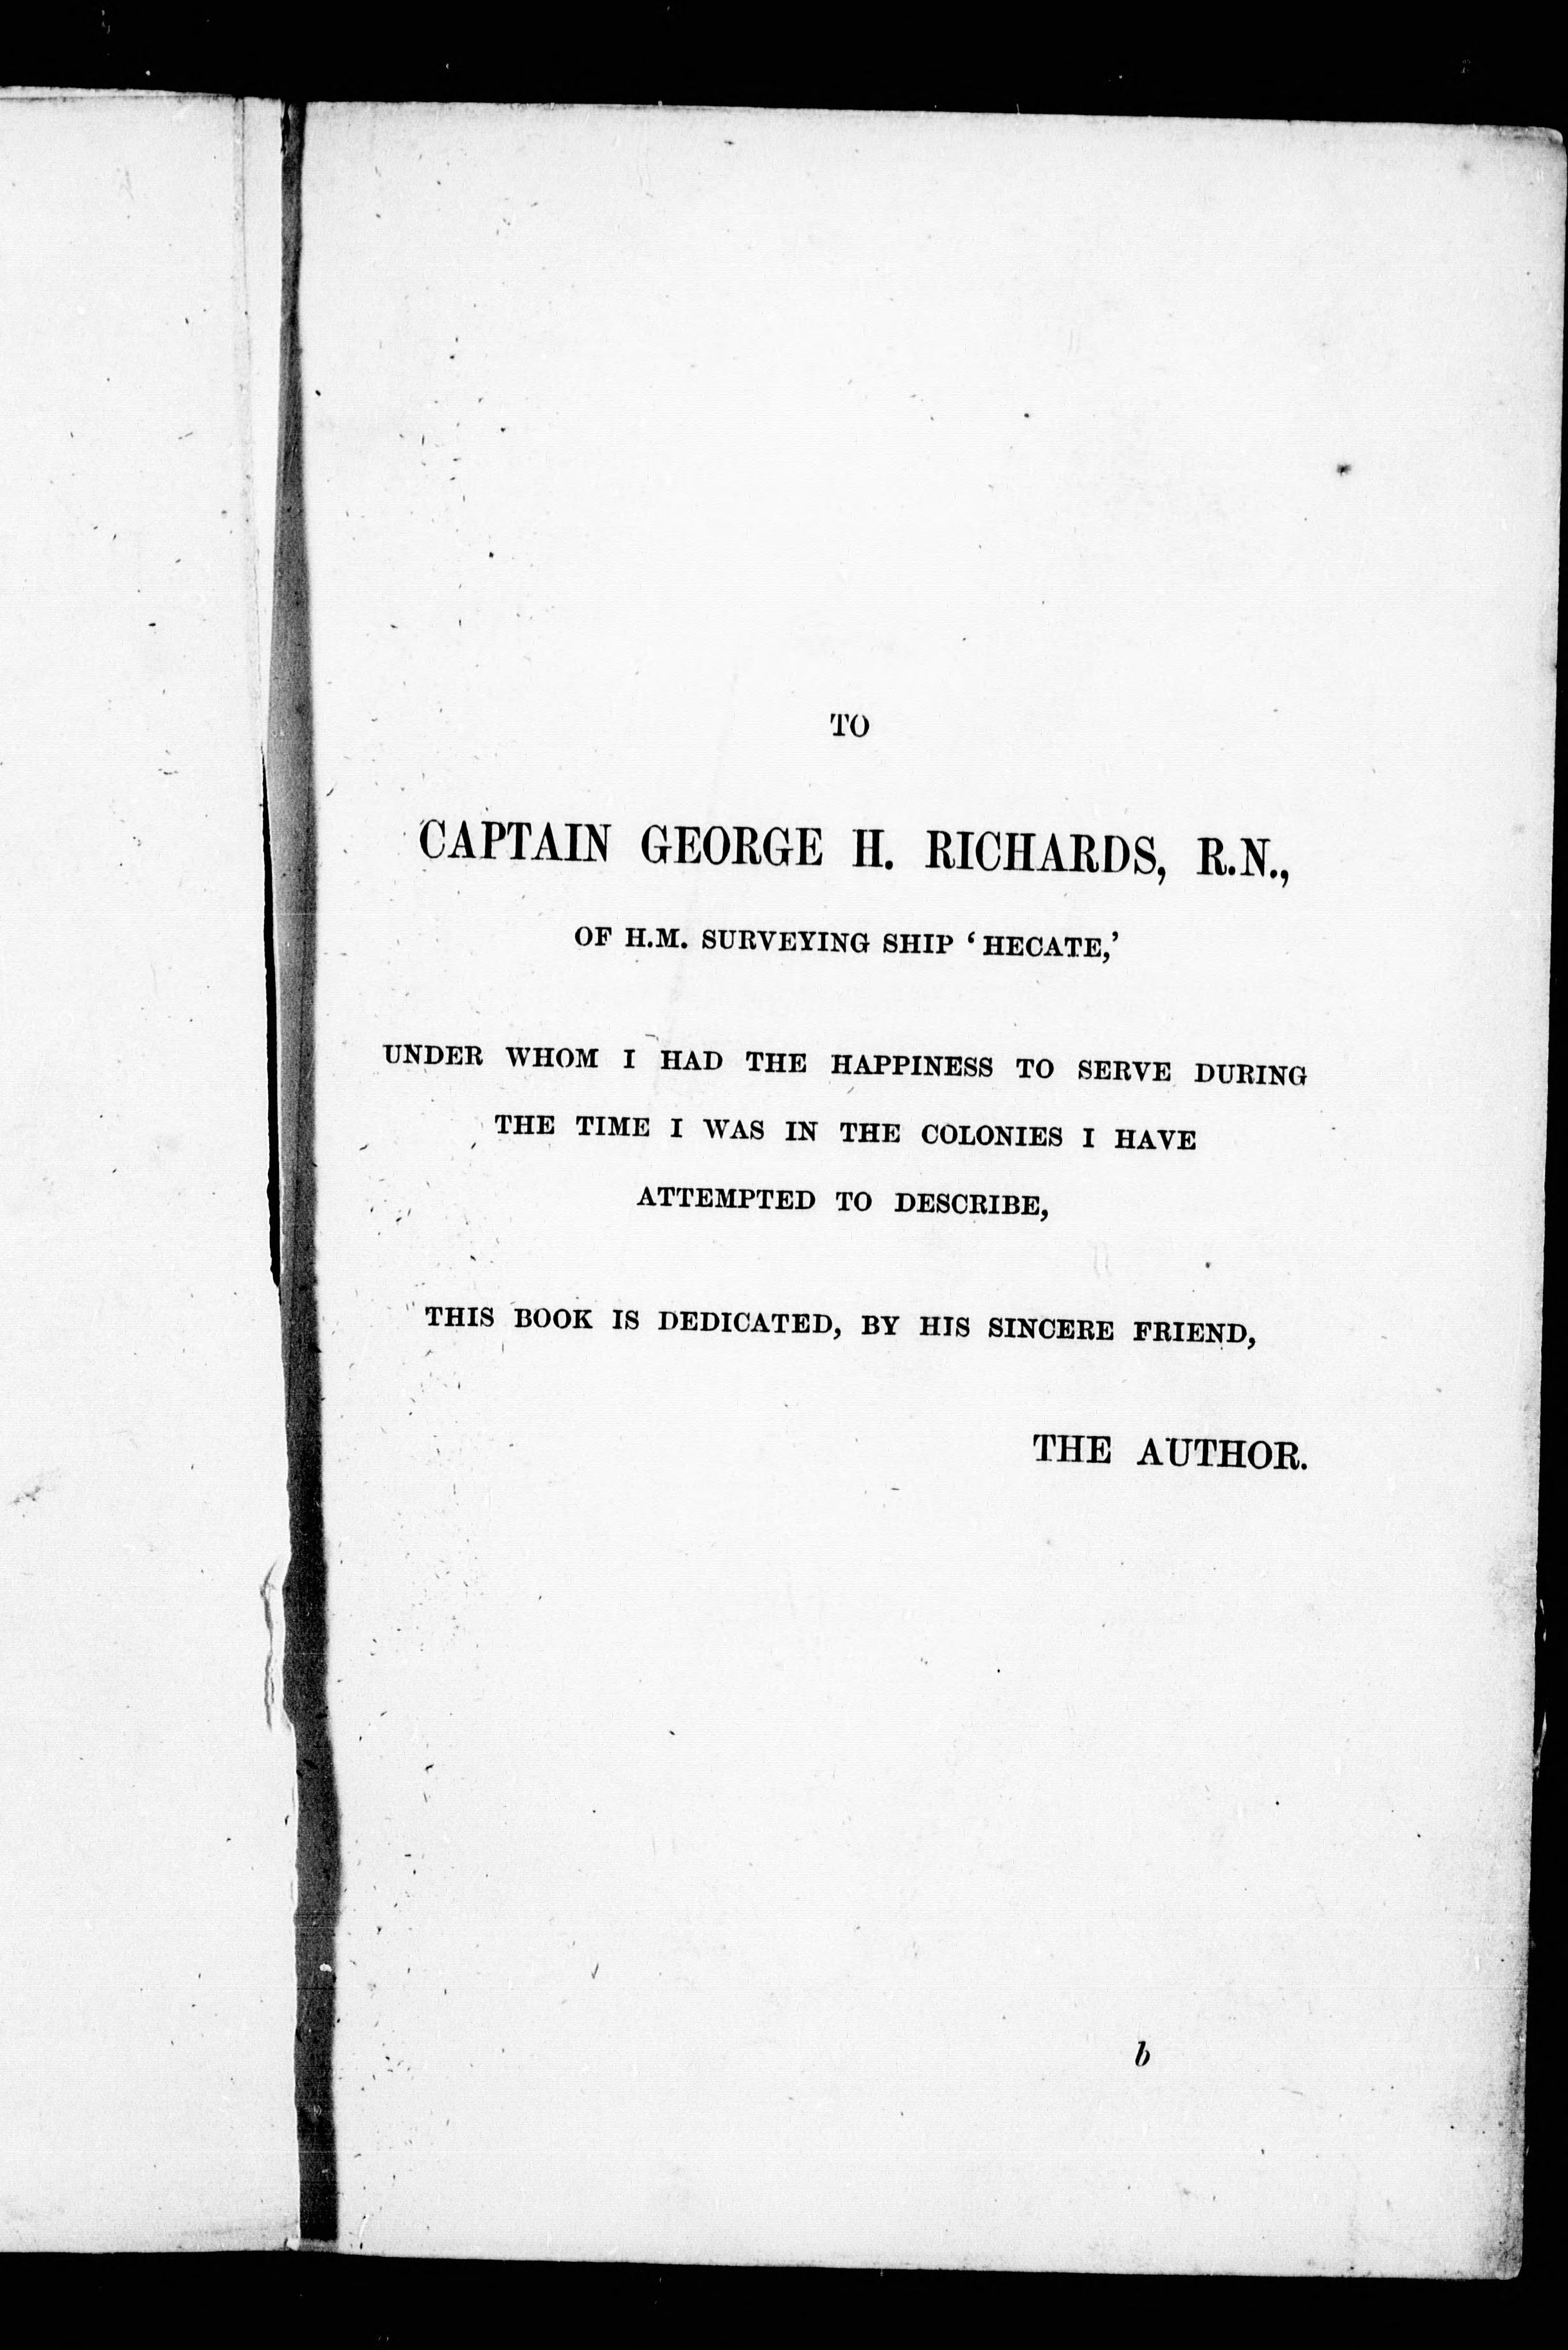 TO
CAPTAIN GEORGE H. RICHARDS, R.N.,
OF H.M. SURVEYING SHIP ‘HECATE,’
UNDER WHOM I HAD THE HAPPINESS TO SERVE DURING
THE TIME I WAS IN THE COLONIES I HAVE
ATTEMPTED TO DESCRIBE,
THIS BOOK IS DEDICATED, BY HIS SINCERE FRIEND,
THE AUTHOR.
b